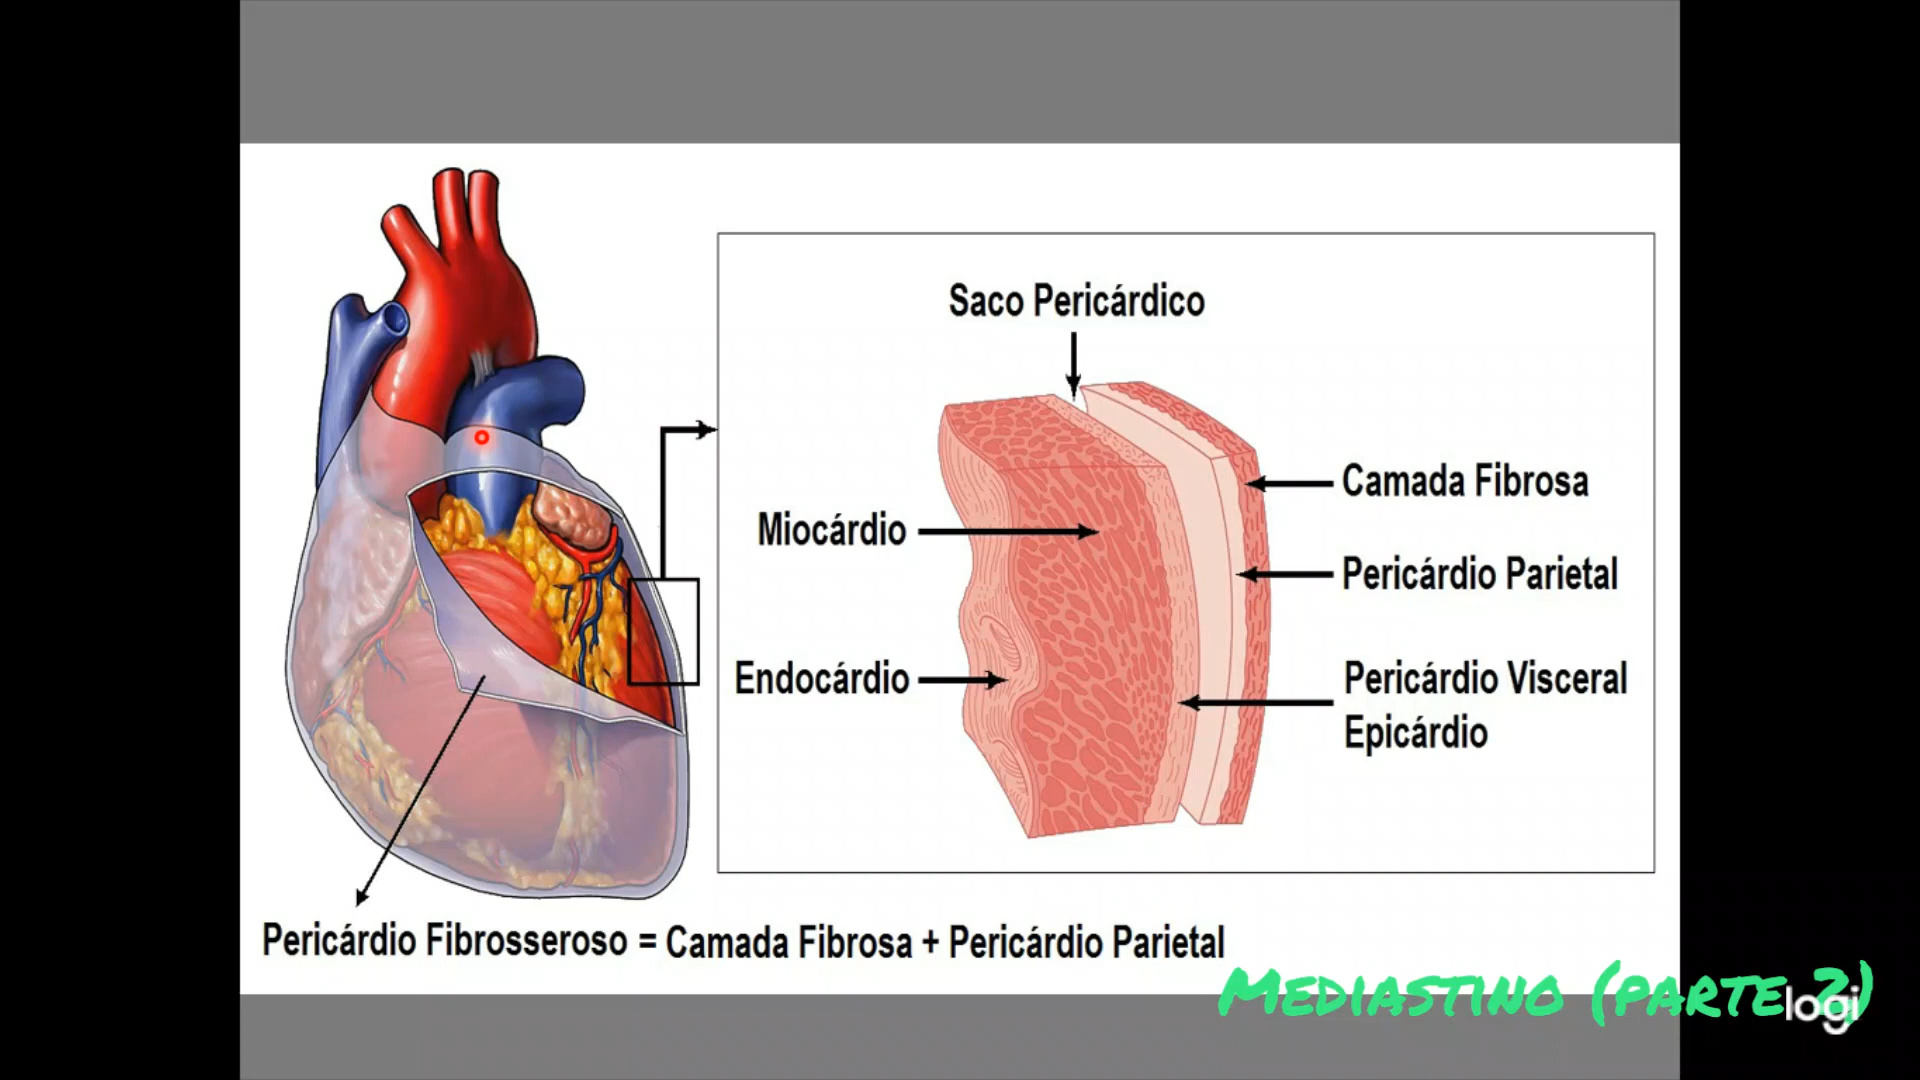 Saco Pericárdico
Camada Fibrosa
Miocárdio
Pericárdio Parietal
Endocárdio
Pericárdio Visceral
Epicárdio
Pericárdio Fibrosseroso = Camada Fibrosa + Pericárdio Parietal
Mediastino (parte 2)
logi